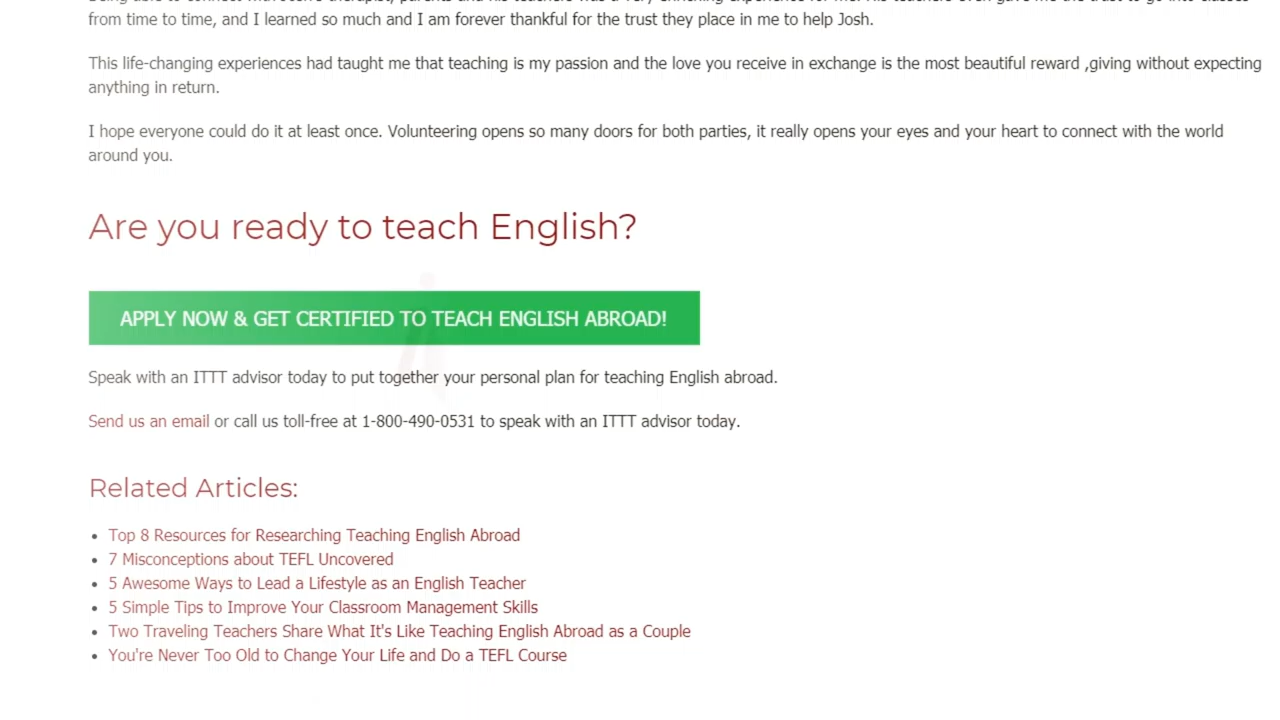 from time to time, and I learned so much and I am forever thankful for the trust they place in me to help Josh.
This life-changing experiences had taught me that teaching is my passion and the love you receive in exchange is the most beautiful reward ,giving without expecting
anything in return.
I hope everyone could do it at least once. Volunteering opens so many doors for both parties, it really opens your eyes and your heart to connect with the world
around you.
Are you ready to teach English?
APPLY NOW & GET CERTIFIED TO TEACH ENGLISH ABROAD!
Speak with an ITTT advisor today to put together your personal plan for teaching English abroad.
Send us an email or call us toll-free at 1-800-490-0531 to speak with an ITTT advisor today.
Related Articles:
Top 8 Resources for Researching Teaching English Abroad
7 Misconceptions about TEFL Uncovered
5 Awesome Ways to Lead a Lifestyle as an English Teacher
5 Simple Tips to Improve Your Classroom Management Skills
Two Traveling Teachers Share What It's Like Teaching English Abroad as a Couple
You're Never Too Old to Change Your Life and Do a TEFL Course